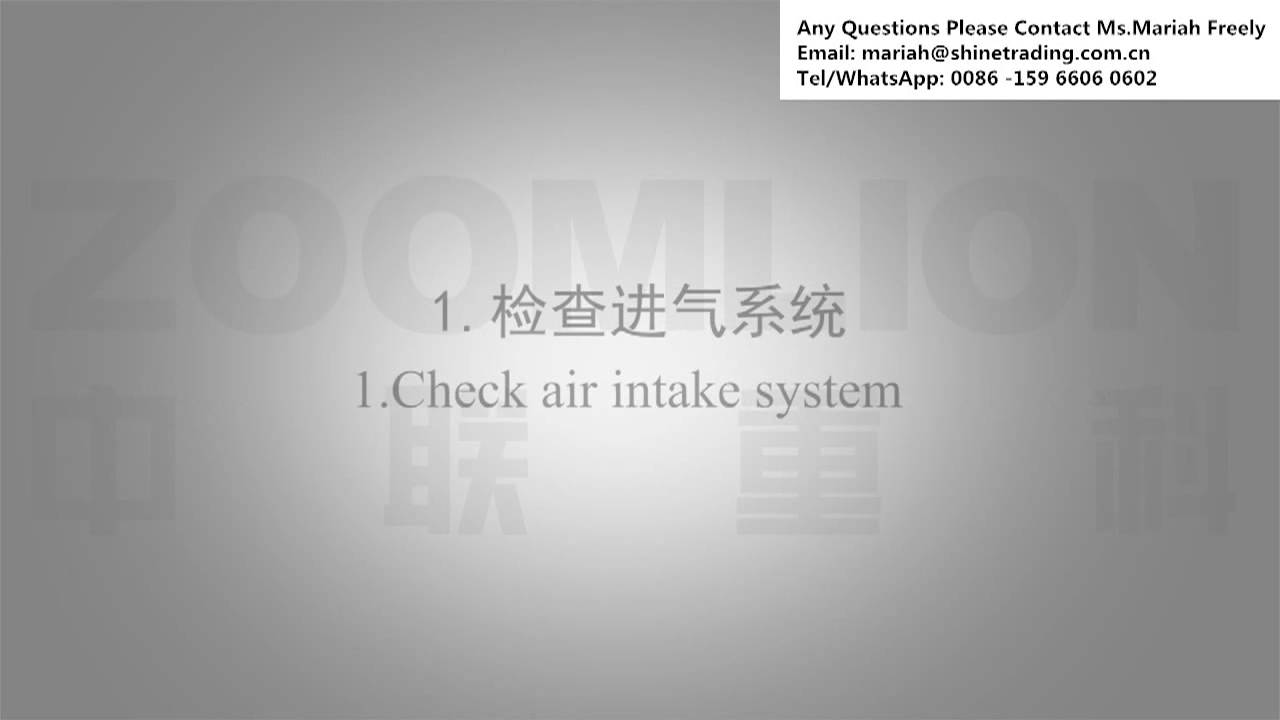 Any Questions Please Contact Ms.Mariah Freely
Email: mariah@shinetrading.com.cn
Tel/WhatsApp: 0086 -159 6606 0602
ZOOMLION
1. 检查进气系统
1.Check air intake system
中联重科